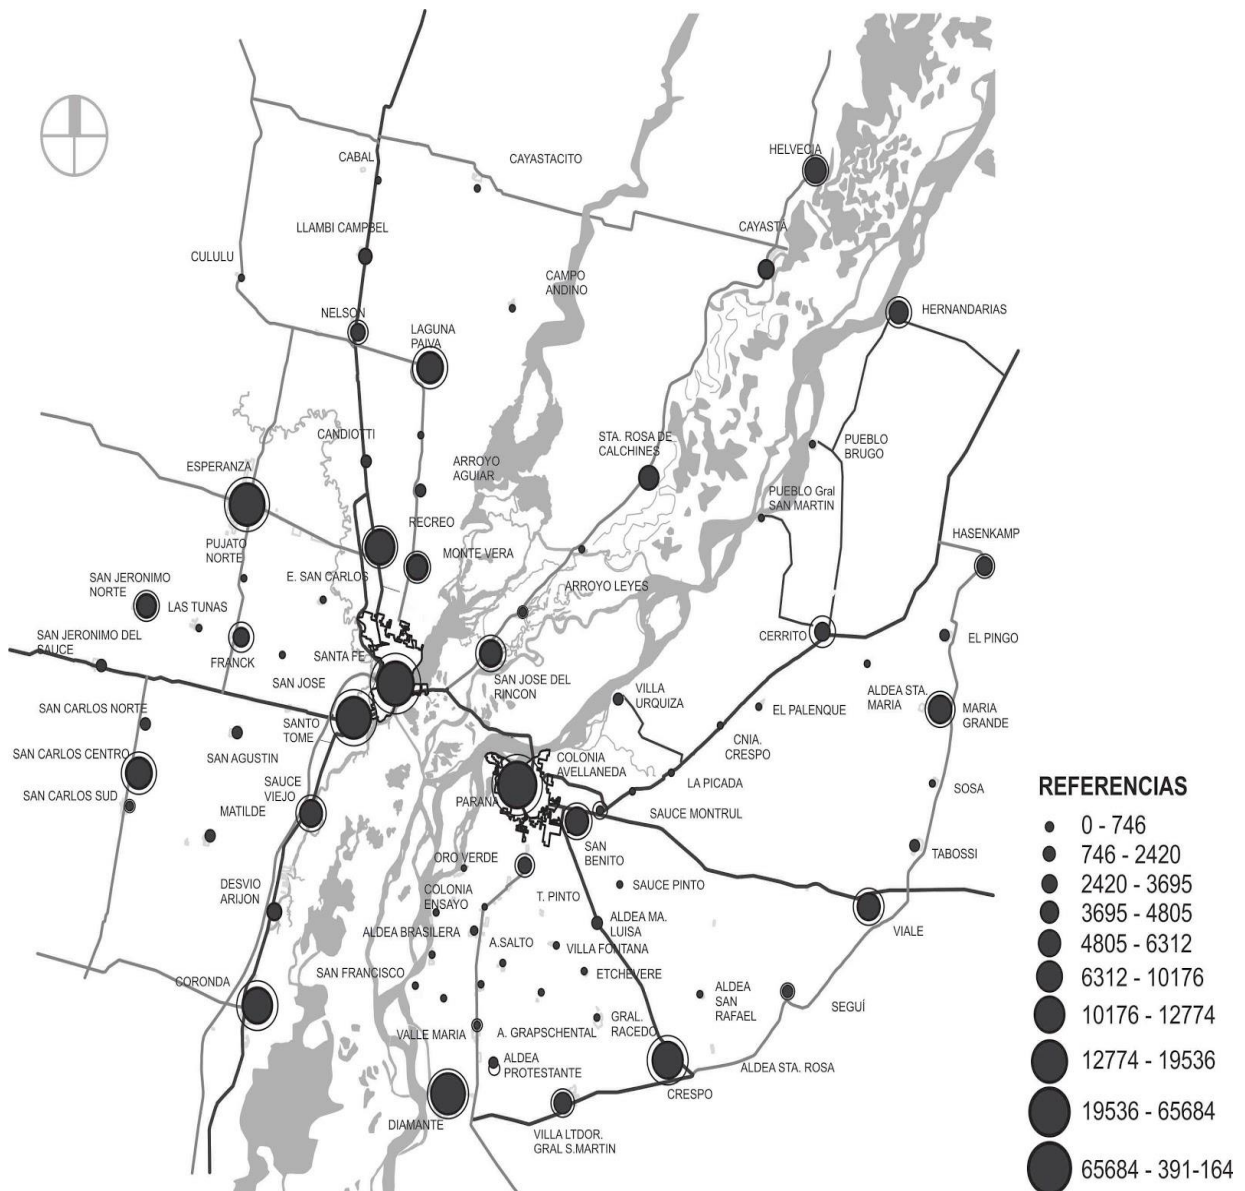 CABAL
CAYASTACITO
HELVECIA
LLAMBI CAMPBEL
CAYASTÁ
CULULU
CAMPO
ANDINO
NELSON
HERNANDARIAS
LAGUNA
PAIVA
CANDIOTTI
STA. ROSA DE
CALCHINES
PUEBLO
BRUGO
ESPERANZA
ARROYO
AGUIAR
PUEBLO Gral
SAN MARTIN
RECREO
HASENKAMP
PUJATO
NORTE
MONTE VERA
E. SAN CARLOS
SAN JERONIMO
NORTE
ARROYO LEYES
LAS TUNAS
SAN JERONIMO DEL
SAUCE
CERRITO
EL PINGO
FRANCK
SANTA FE
SAN JOSE
SAN JOSE DEL
RINCON
VILLA
URQUIZA
ALDEA STA.
MARIA
MARIA
GRANDE
SAN CARLOS NORTE
SANTO
TOME
EL PALENQUE
CNIA.
CRESPO
SAN CARLOS CENTRO
SAN AGUSTIN
COLONIA
AVELLANEDA
LA PICADA
SAUCE
VIEJO
SOSA
SAN CARLOS SUD
PARANA
SAUCE MONTRUL
MATILDE
SAN
BENITO
TABOSSI
ORO VERDE
DESVIO
ARIJON
COLONIA
ENSAYO
T. PINTO
SAUCE PINTO
VIALE
ALDEA BRASILERA
ALDEA MA.
LUISA
A.SALTO
VILLA FONTANA
SAN FRANCISCO
ETCHEVERE
CORONDA
ALDEA
SAN
RAFAEL
SEGUÍ
VALLE MARIA
A. GRAPSCHENTAL
GRAL.
RACEDO
ALDEA
PROTESTANTE
ALDEA STA. ROSA
CRESPO
DIAMANTE
VILLA LTDOR.
GRAL S.MARTIN
REFERENCIAS
0 - 746
746 - 2420
2420 - 3695
3695 - 4805
4805 - 6312
6312 - 10176
10176 - 12774
12774 - 19536
19536 - 65684
65684 - 391-164